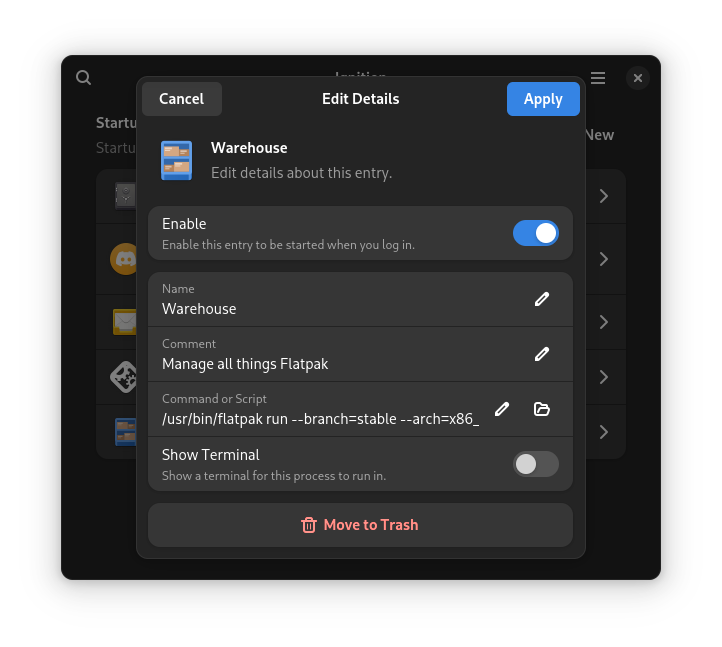 Ignition
Cancel
Edit Details
Apply
Startu
Startu
New
Warehouse
Edit details about this entry.
Enable
Enable this entry to be started when you log in.
Name
Warehouse
Comment
Manage all things Flatpak
Command or Script
/usr/bin/flatpak run --branch=stable --arch=x86_
Show Terminal
Show a terminal for this process to run in.
Move to Trash